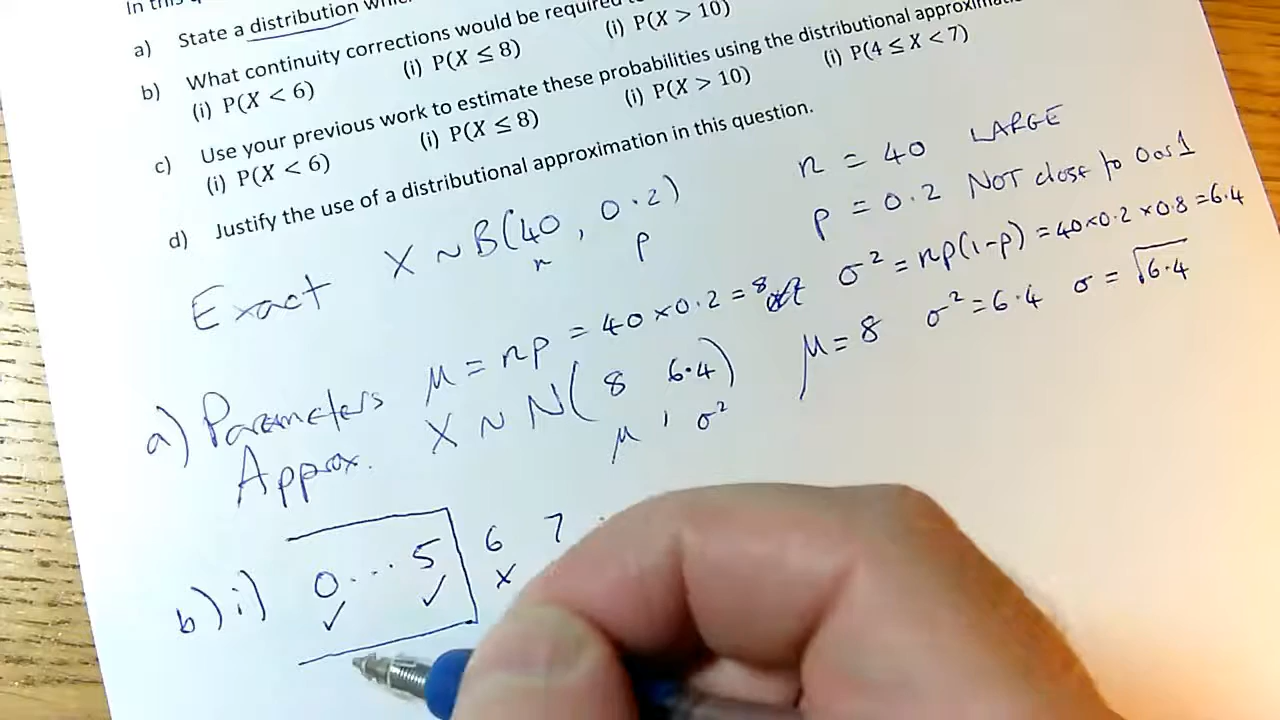 In this
a) State a distribution
b) What continuity corrections would be required
(i) P(X < 6) (i) P(X ≤ 8) (i) P(X > 10)
c) Use your previous work to estimate these probabilities using the distributional
(i) P(X < 6) (i) P(X ≤ 8) (i) P(X > 10) (i) P(4 ≤ X < 7)
d) Justify the use of a distributional approximation in this question.
Exact X ~ B(40, 0.2)
n p
n = 40 LARGE
p = 0.2 NOT close to 0 or 1
a) Parameters μ = np = 40×0.2 = 8 σ² = np(1-p) = 40×0.2×0.8 = 6.4
Approx. X ~ N(8 6.4) μ = 8 σ² = 6.4 σ = √6.4
μ , σ²
b) i) 0... 5 6 7
✓ ✓ ×